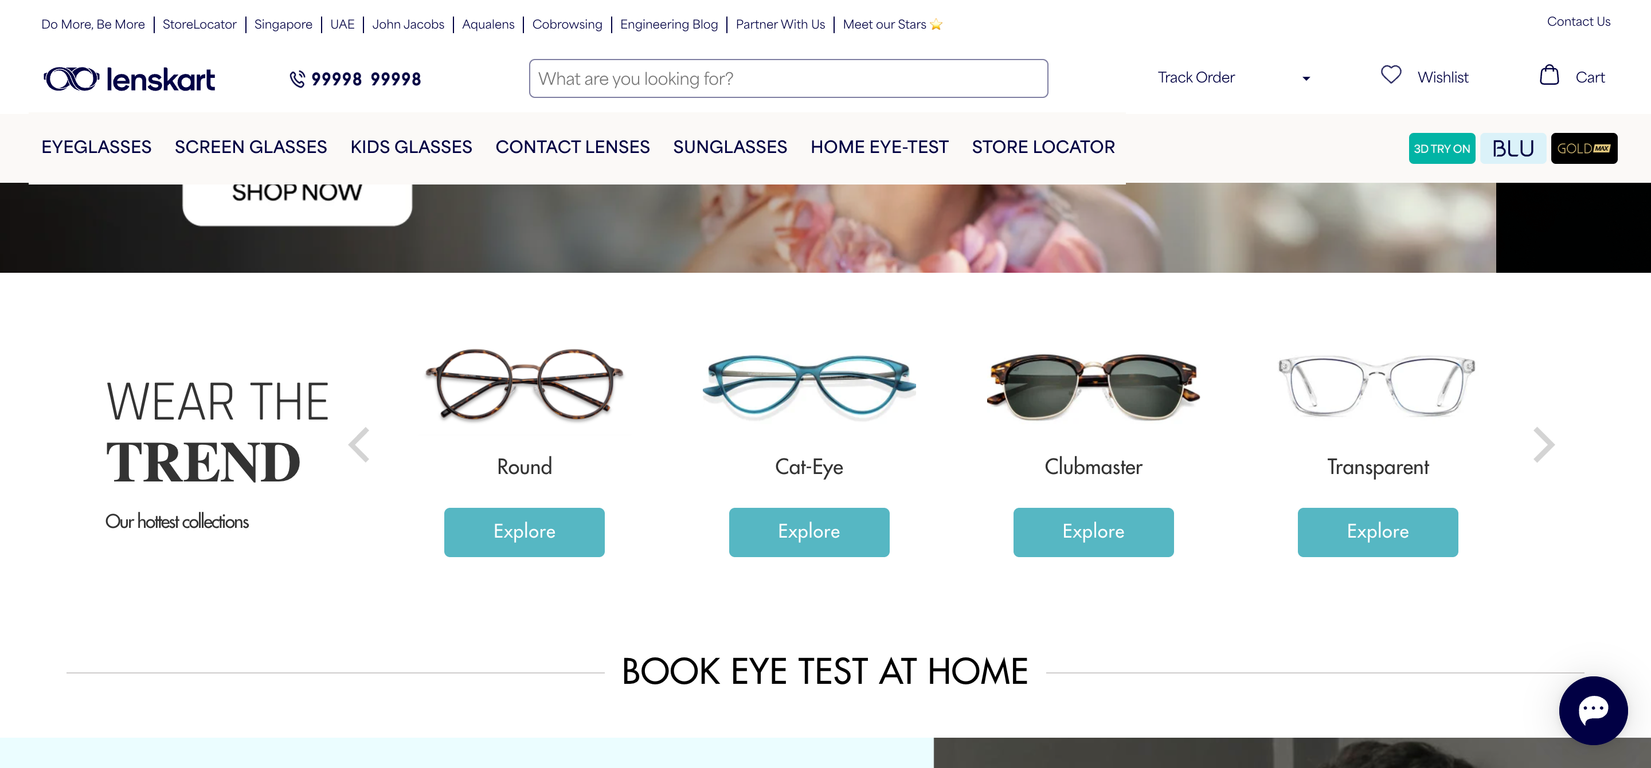 Do More, Be More | StoreLocator | Singapore | UAE | John Jacobs | Aqualens | Cobrowsing | Engineering Blog | Partner With Us | Meet our Stars⭐
Contact Us
lenskart
99998 99998
What are you looking for?
Track Order
Wishlist
Cart
EYEGLASSES SCREEN GLASSES KIDS GLASSES CONTACT LENSES SUNGLASSES HOME EYE-TEST STORE LOCATOR
3D TRY ON
BLU
GOLD MAX
SHOP NOW
WEAR THE
TREND
Our hottest collections
Round Cat-Eye Clubmaster Transparent
Explore Explore Explore Explore
BOOK EYE TEST AT HOME